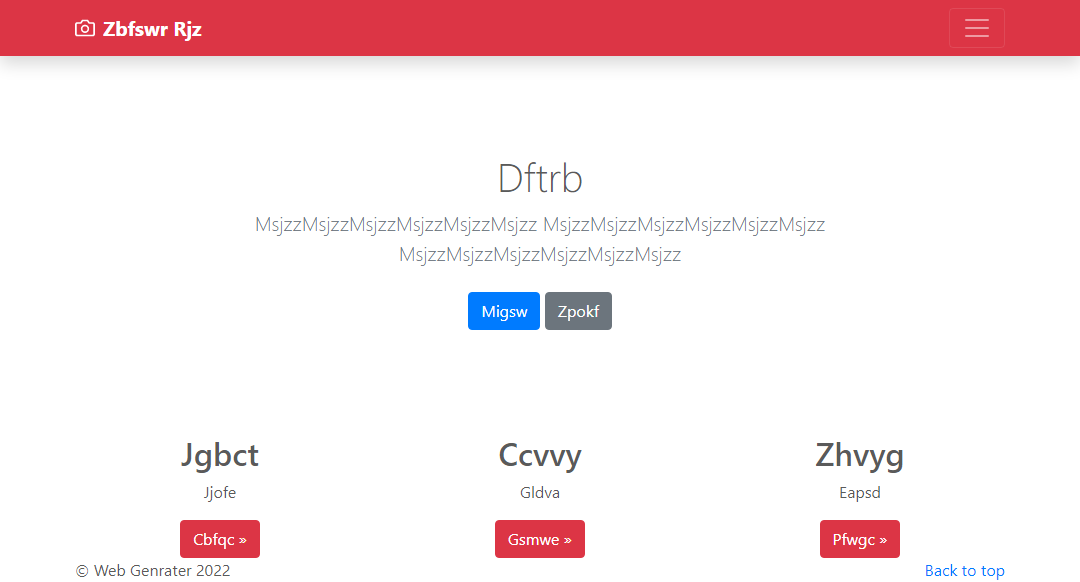 Zbfswr Rjz
Dftrb
MsjzzMsjzzMsjzzMsjzzMsjzzMsjzz MsjzzMsjzzMsjzzMsjzzMsjzzMsjzz
MsjzzMsjzzMsjzzMsjzzMsjzzMsjzz
Migsw Zpokf
Jgbct Ccvvy Zhvyg
Jjofe Gldva Eapsd
Cbfqc » Gsmwe » Pfwgc »
© Web Genrater 2022 Back to top